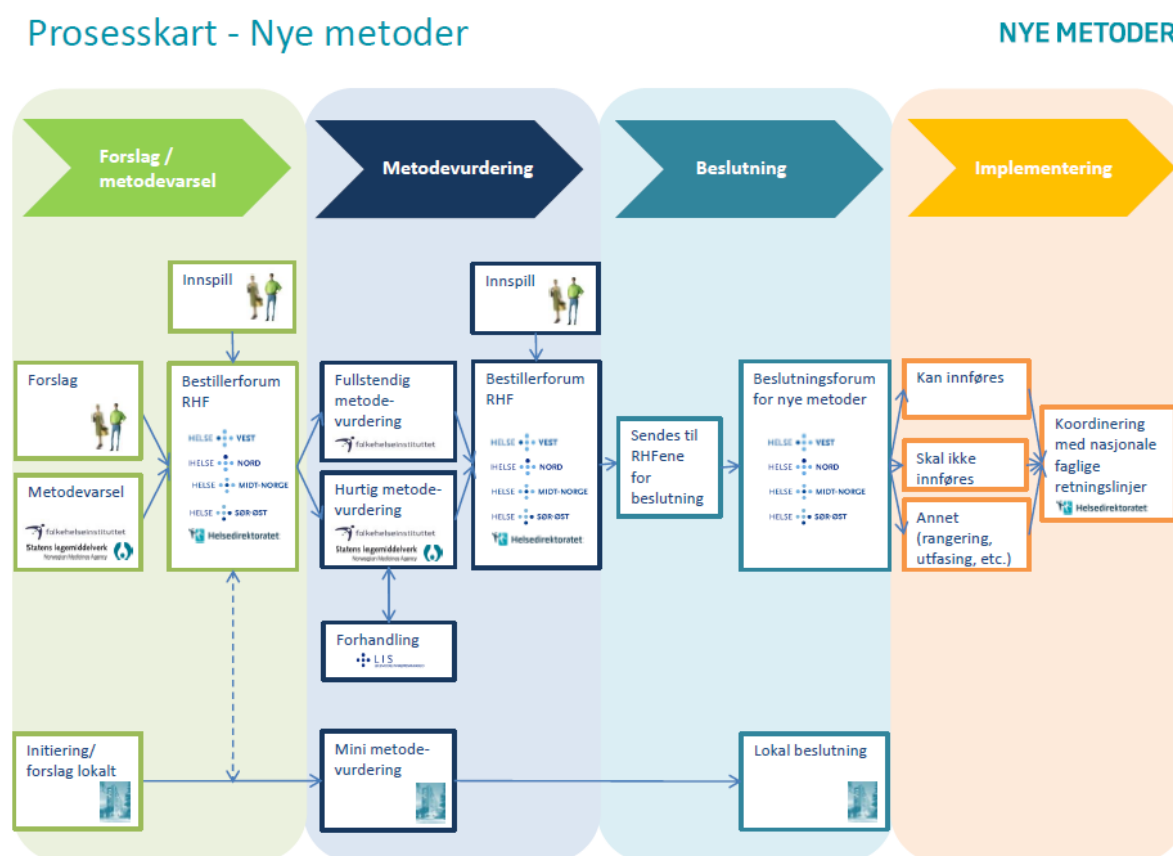 Prosesskart - Nye metoder
NYE METODER
Forslag /
metodevarsel
Metodevurdering
Beslutning
Implementering
Innspill
Innspill
Forslag
Bestillerforum
RHF
HELSE VEST
HELSE NORD
HELSE MIDT-NORGE
HELSE SØR-ØST
Helsedirektoratet
Metodevarsel
folkehelseinstituttet
Statens legemiddelverk
Norwegian Medicines Agency
Fullstendig
metode-
vurdering
folkehelseinstituttet
Hurtig metode-
vurdering
folkehelseinstituttet
Statens legemiddelverk
Norwegian Medicines Agency
Bestillerforum
RHF
HELSE VEST
HELSE NORD
HELSE MIDT-NORGE
HELSE SØR-ØST
Helsedirektoratet
Sendes til
RHFene
for
beslutning
Beslutningsforum
for nye metoder
HELSE VEST
HELSE NORD
HELSE MIDT-NORGE
HELSE SØR-ØST
Kan innføres
Skal ikke
innføres
Annet
(rangering,
utfasing, etc.)
Koordinering
med nasjonale
faglige
retningslinjer
Helsedirektoratet
Forhandling
LIS
Initiering/
forslag lokalt
Mini metode-
vurdering
Lokal beslutning